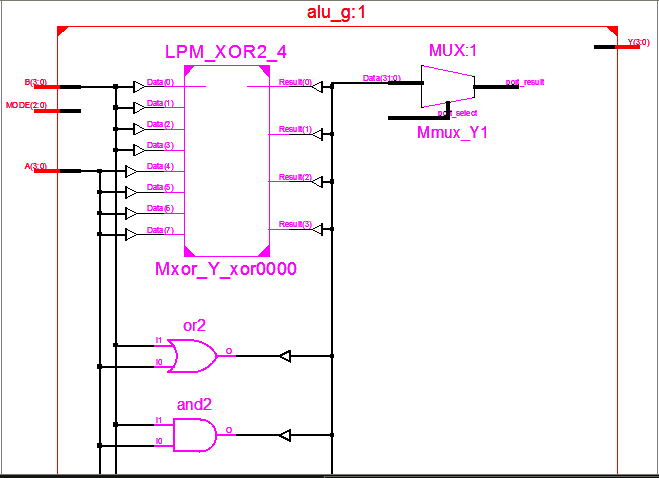 alu_g:1
LPM_XOR2_4
MUX:1
Y(3:0)
B(3:0)
Data(0)
Result(0)
Data(31:0)
port_result
MODE(2:0)
Data(1)
port_select
Data(2)
Result(1)
Mmux_Y1
Data(3)
A(3:0)
Data(4)
Result(2)
Data(5)
Data(6)
Result(3)
Data(7)
Mxor_Y_xor0000
or2
I1
O
I0
and2
I1
O
I0